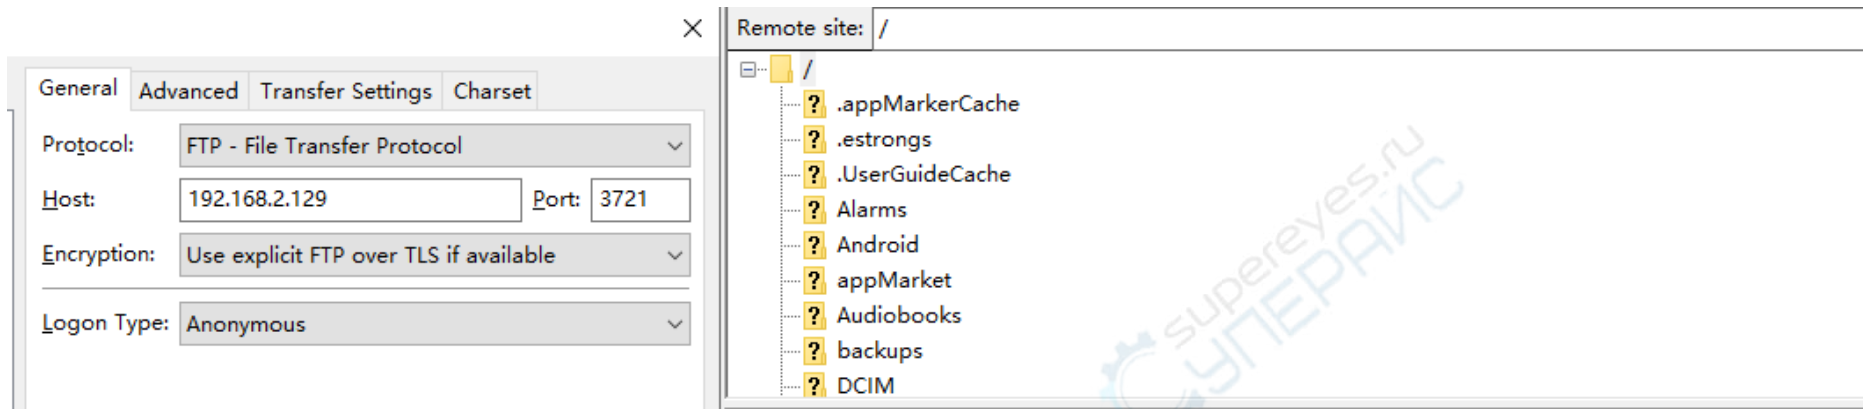 General Advanced Transfer Settings Charset
Protocol: FTP - File Transfer Protocol
Host: 192.168.2.129 Port: 3721
Encryption: Use explicit FTP over TLS if available
Logon Type: Anonymous
Remote site: /
/
.appMarkerCache
.estrongs
.UserGuideCache
Alarms
Android
appMarket
Audiobooks
backups
DCIM
supereyes.ru
СУПЕРАЙС